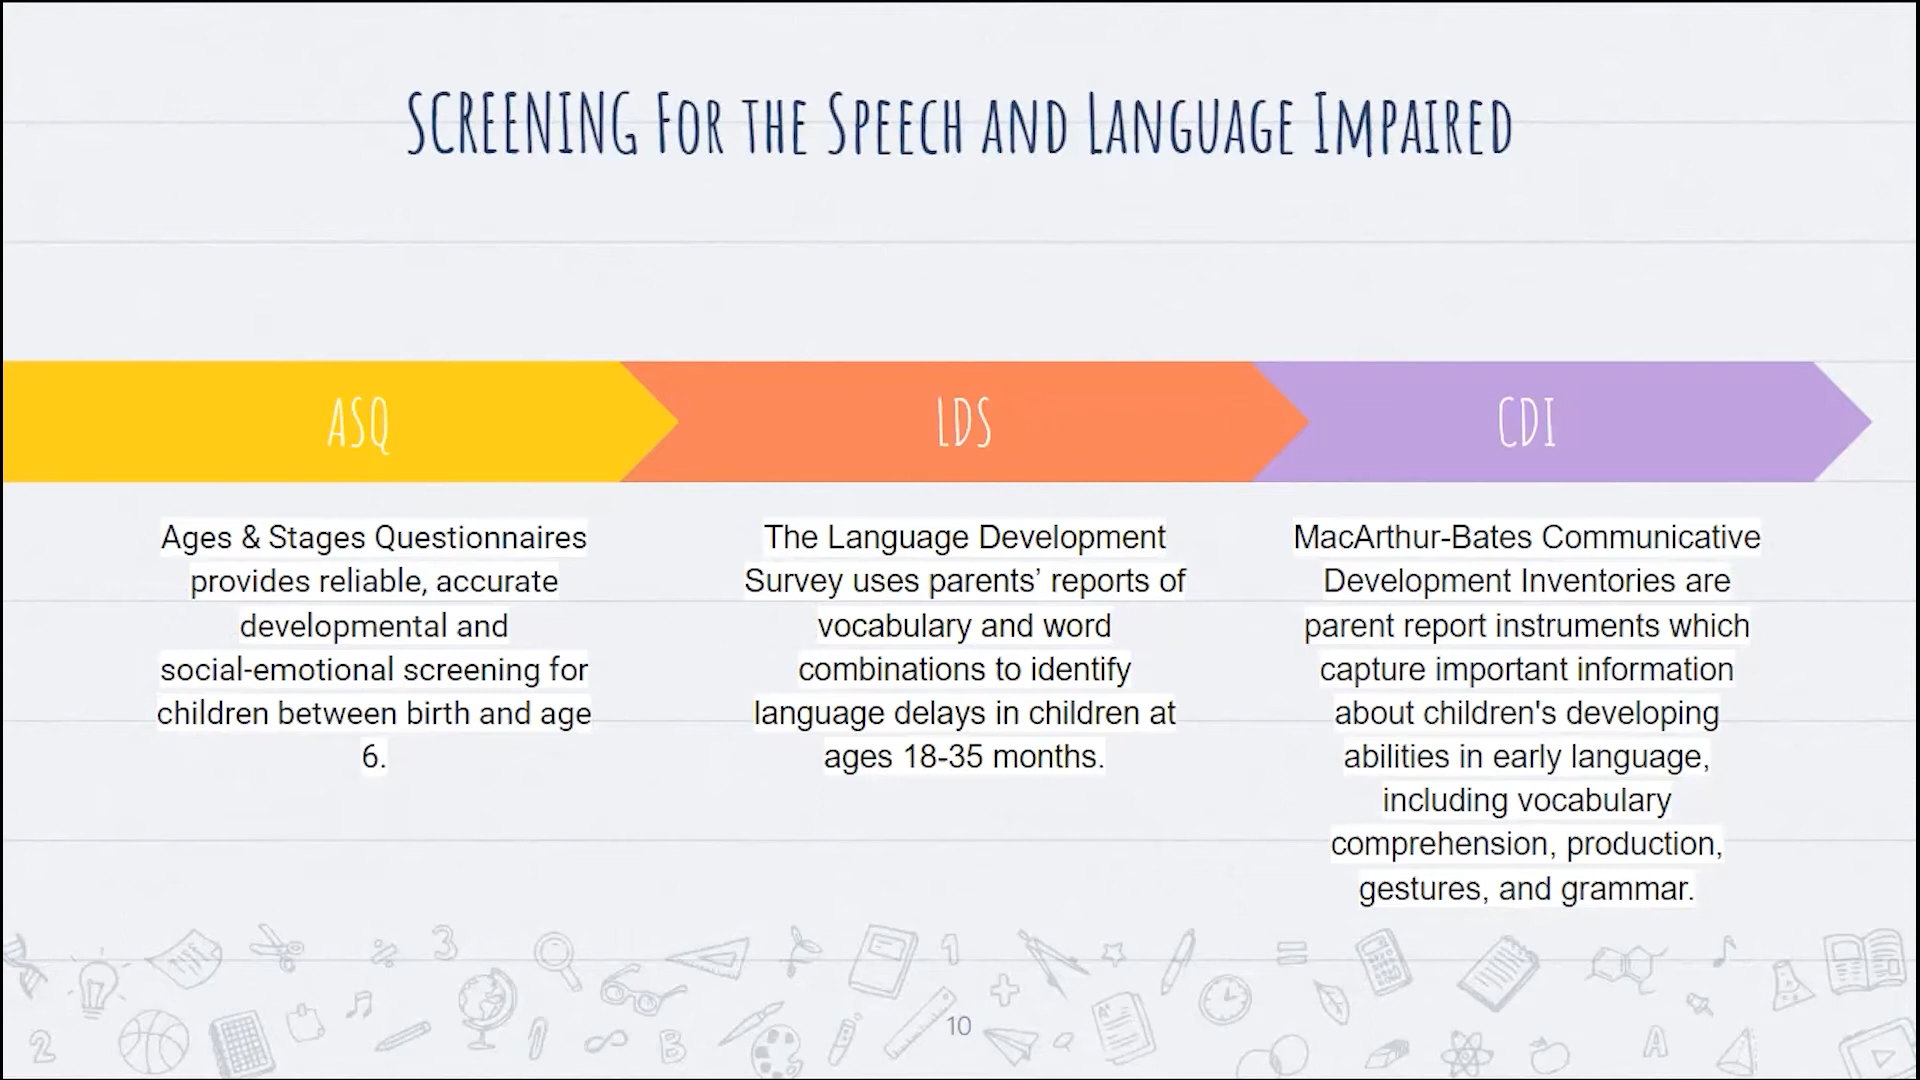 SCREENING FOR THE SPEECH AND LANGUAGE IMPAIRED
ASQ
LDS
CDI
Ages & Stages Questionnaires
provides reliable, accurate
developmental and
social-emotional screening for
children between birth and age
6.
The Language Development
Survey uses parents’ reports of
vocabulary and word
combinations to identify
language delays in children at
ages 18-35 months.
MacArthur-Bates Communicative
Development Inventories are
parent report instruments which
capture important information
about children's developing
abilities in early language,
including vocabulary
comprehension, production,
gestures, and grammar.
3
1
2
B
A
10